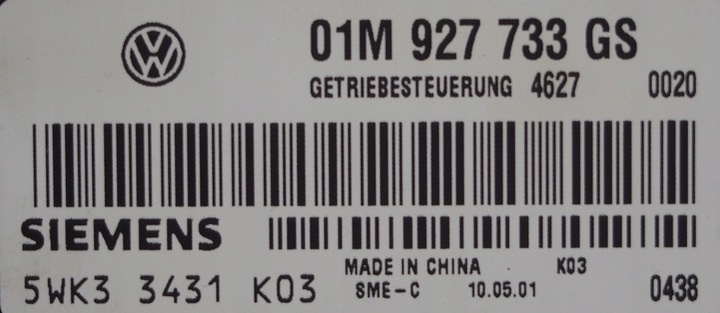 01M 927 733 GS
GETRIEBESTEUERUNG 4627 0020
SIEMENS
MADE IN CHINA K03
5WK3 3431 K03 SME-C 10.05.01 0438